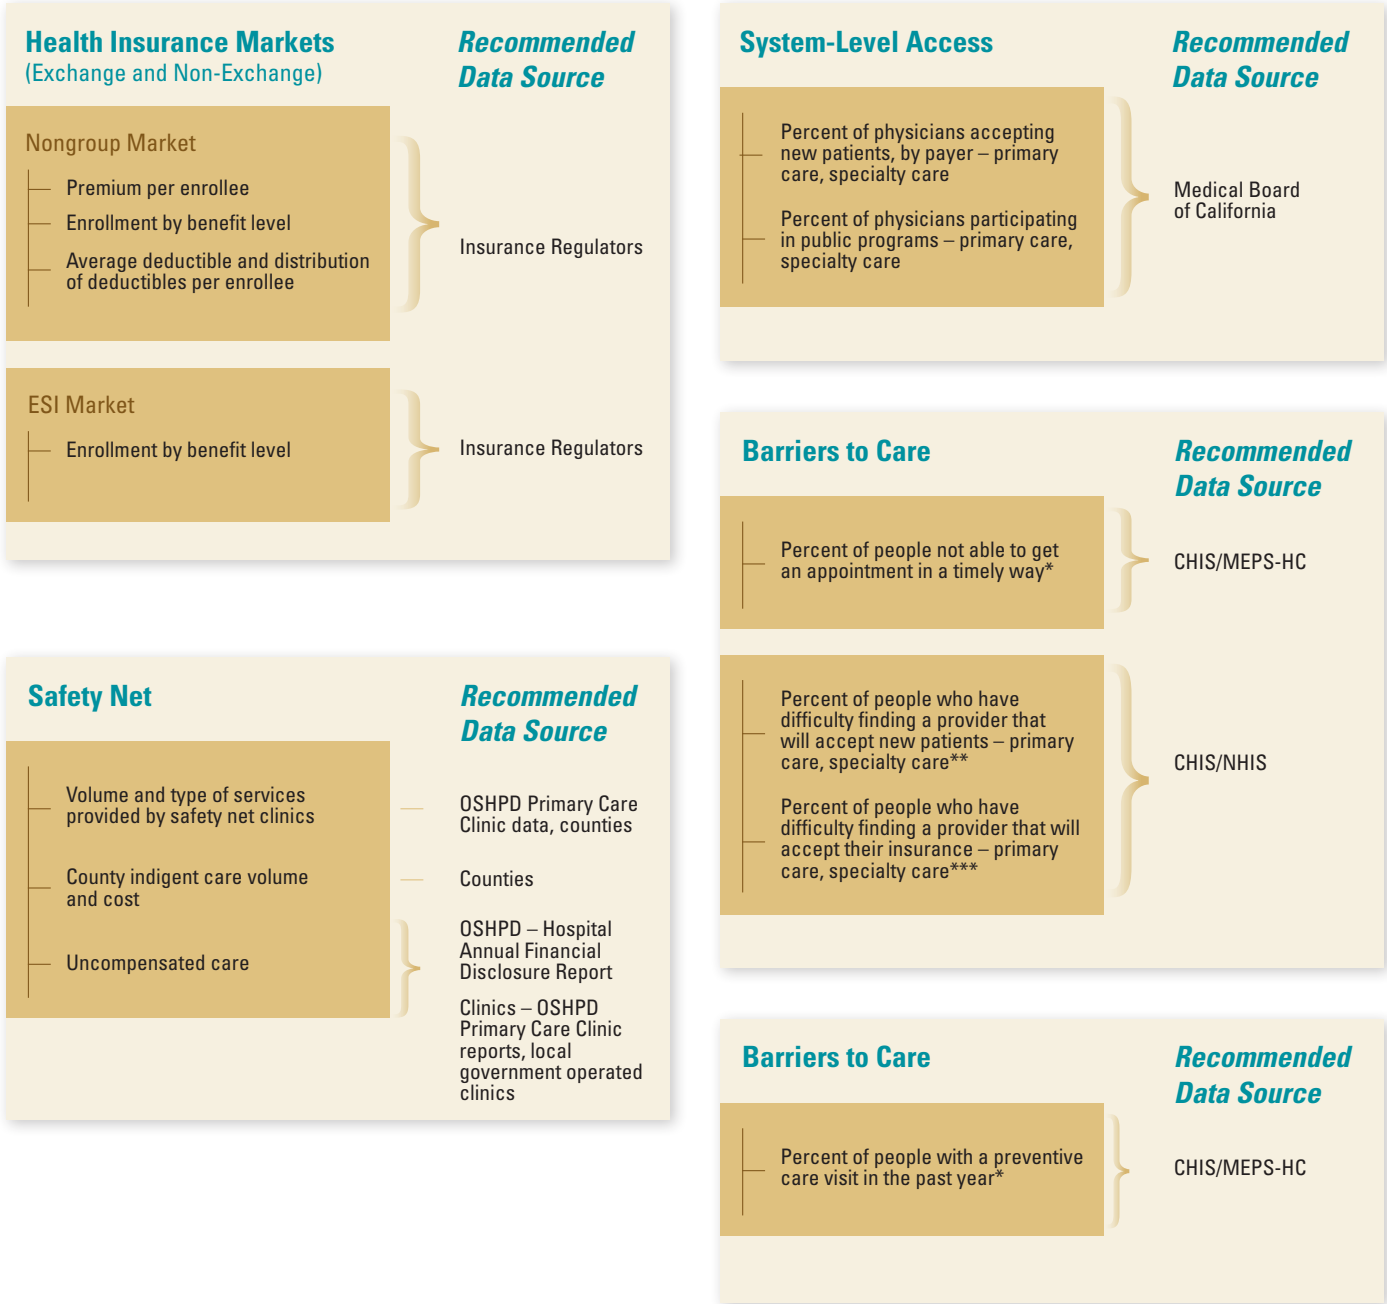 Health Insurance Markets
(Exchange and Non-Exchange)
Recommended
Data Source
Nongroup Market
Premium per enrollee
Enrollment by benefit level
Average deductible and distribution
of deductibles per enrollee
Insurance Regulators
ESI Market
Enrollment by benefit level
Insurance Regulators
Safety Net
Recommended
Data Source
Volume and type of services
provided by safety net clinics
OSHPD Primary Care
Clinic data, counties
County indigent care volume
and cost
Counties
Uncompensated care
OSHPD – Hospital
Annual Financial
Disclosure Report
Clinics – OSHPD
Primary Care Clinic
reports, local
government operated
clinics
System-Level Access
Recommended
Data Source
Percent of physicians accepting
new patients, by payer – primary
care, specialty care
Percent of physicians participating
in public programs – primary care,
specialty care
Medical Board
of California
Barriers to Care
Recommended
Data Source
Percent of people not able to get
an appointment in a timely way*
CHIS/MEPS-HC
Percent of people who have
difficulty finding a provider that
will accept new patients – primary
care, specialty care**
Percent of people who have
difficulty finding a provider that will
accept their insurance – primary
care, specialty care***
CHIS/NHIS
Barriers to Care
Recommended
Data Source
Percent of people with a preventive
care visit in the past year*
CHIS/MEPS-HC